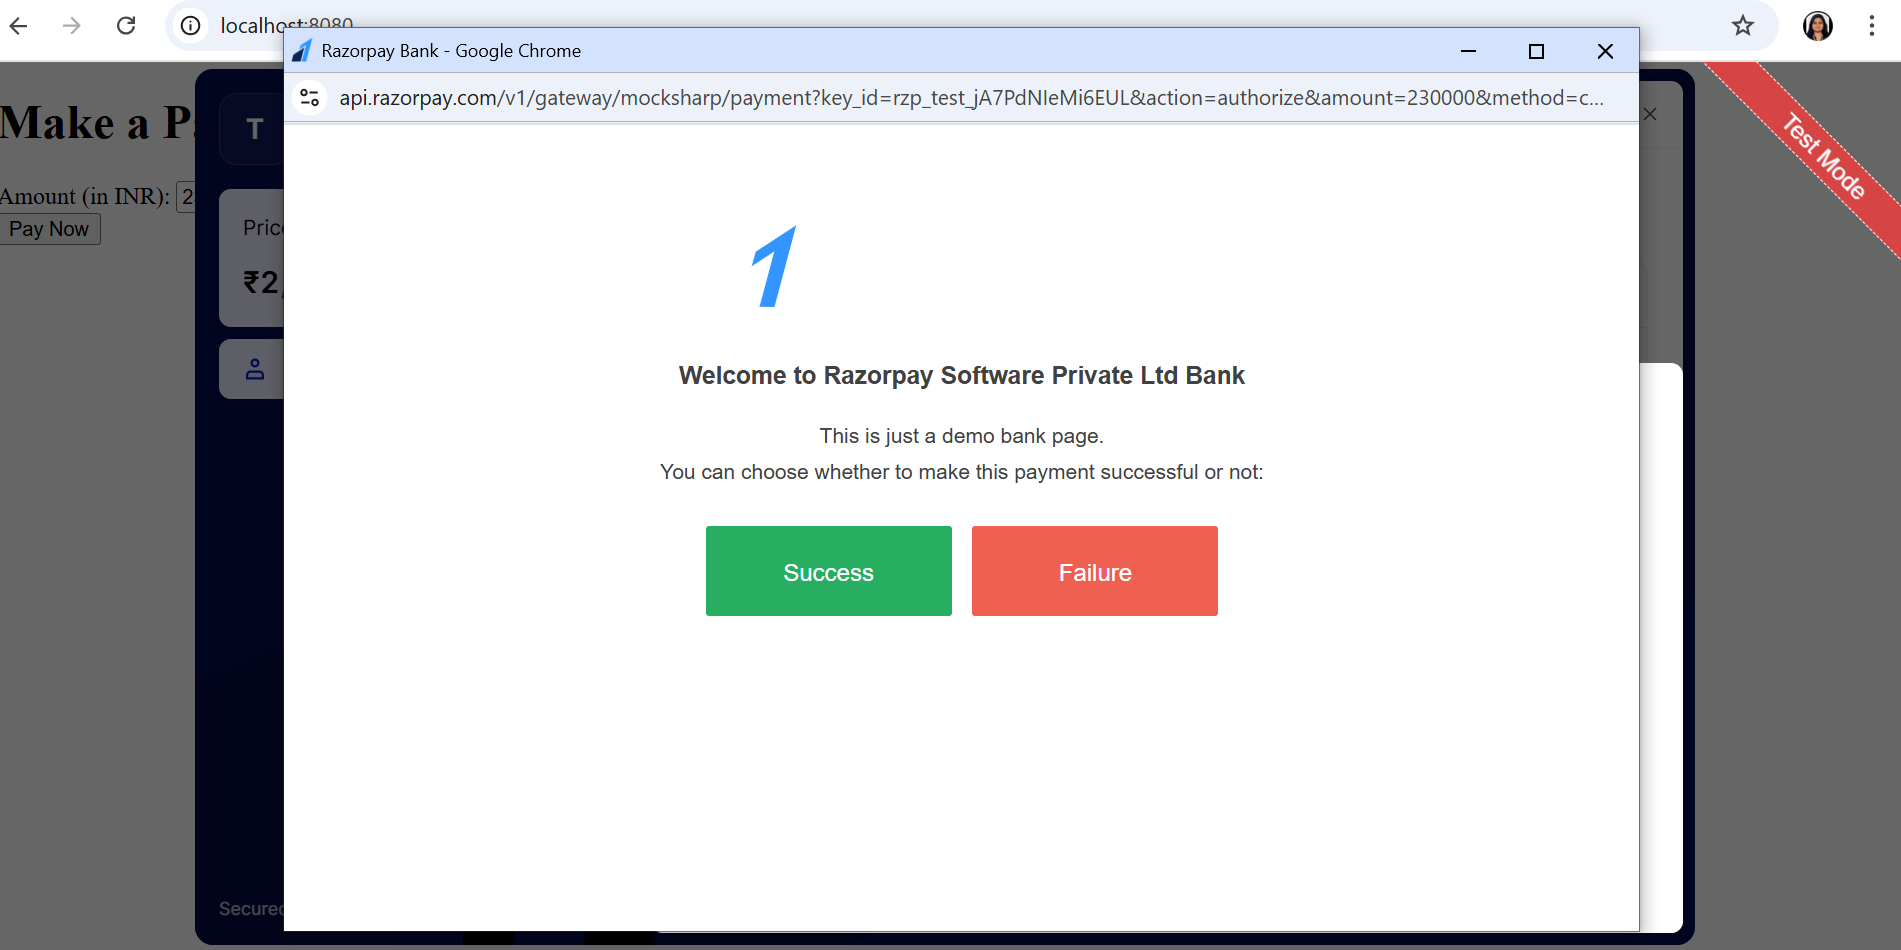 localhost:8080
Razorpay Bank - Google Chrome
api.razorpay.com/v1/gateway/mocksharp/payment?key_id=rzp_test_jA7PdNIeMi6EUL&action=authorize&amount=230000&method=c...
Make a P
T
Test Mode
Amount (in INR): 2
Pay Now
Pric
₹2,
Welcome to Razorpay Software Private Ltd Bank
This is just a demo bank page.
You can choose whether to make this payment successful or not:
Success
Failure
Secured